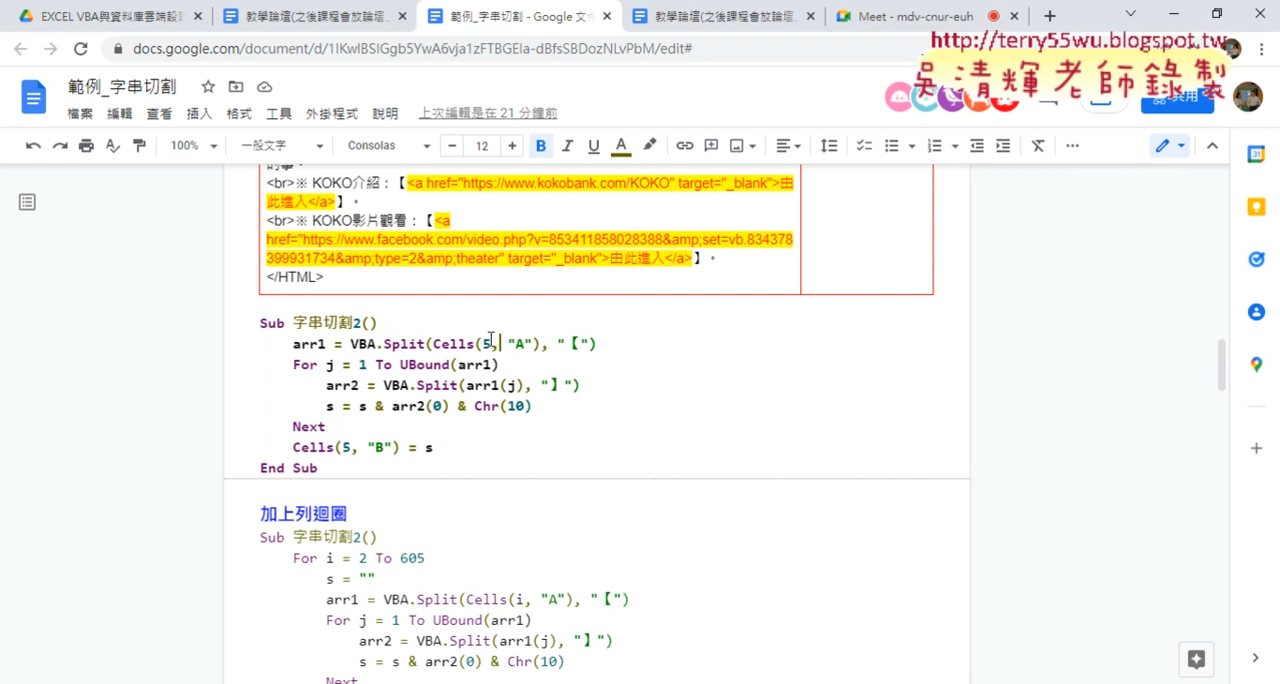 EXCEL VBA與資料庫雲端設
教學論壇(之後課程會放論壇
範例_字串切割 - Google 文件
教學論壇(之後課程會放論壇
Meet - mdv-cnur-euh
docs.google.com/document/d/1IKwIBSIGgb5YwA6vja1zFTBGEla-dBfsSBDozNLvPbM/edit#
http://terry55wu.blogspot.tw
吳清輝老師錄製
範例_字串切割
檔案 編輯 查看 插入 格式 工具 外掛程式 說明 上次編輯是在 21 分鐘前
共用
100% 一般文字 Consolas 12 B I U A
的事。
<br>※ KOKO介紹：【<a href="https://www.kokobank.com/KOKO" target="_blank">由
此進入</a>】。
<br>※ KOKO影片觀看：【<a
href="https://www.facebook.com/video.php?v=853411858028388&amp;set=vb.834378
399931734&amp;type=2&amp;theater" target="_blank">由此進入</a>】。
</HTML>
Sub 字串切割2()
arr1 = VBA.Split(Cells(5, "A"), "【")
For j = 1 To UBound(arr1)
arr2 = VBA.Split(arr1(j), "】")
s = s & arr2(0) & Chr(10)
Next
Cells(5, "B") = s
End Sub
加上列迴圈
Sub 字串切割2()
For i = 2 To 605
s = ""
arr1 = VBA.Split(Cells(i, "A"), "【")
For j = 1 To UBound(arr1)
arr2 = VBA.Split(arr1(j), "】")
s = s & arr2(0) & Chr(10)
Next